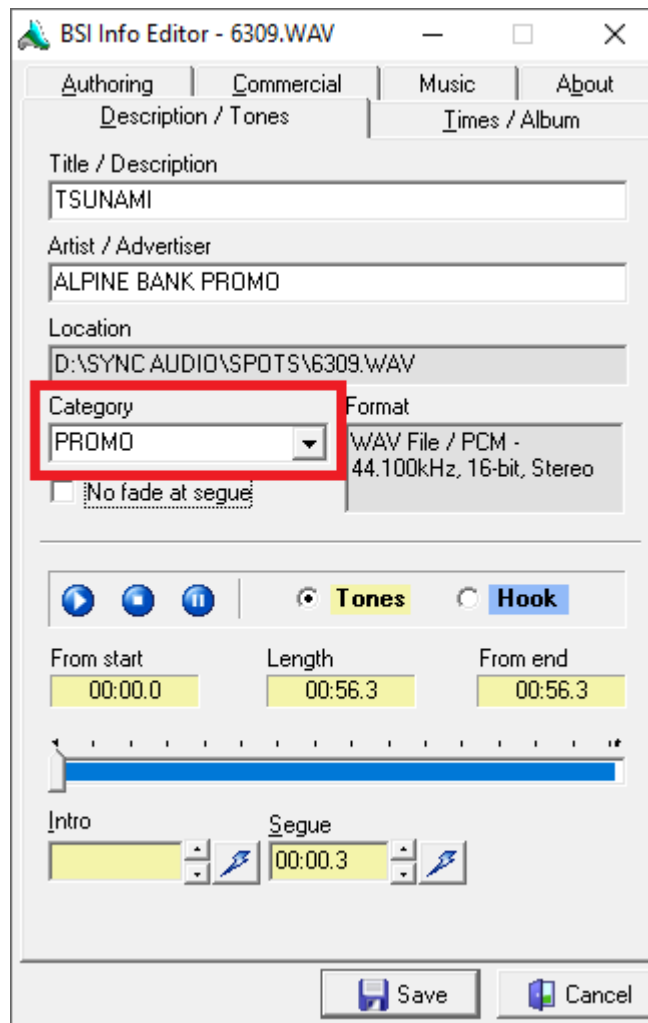 BSI Info Editor - 6309.WAV
Authoring Commercial Music About
Description / Tones Times / Album
Title / Description
TSUNAMI
Artist / Advertiser
ALPINE BANK PROMO
Location
D:\SYNC AUDIO\SPOTS\6309.WAV
Category Format
PROMO WAV File / PCM -
44.100kHz, 16-bit, Stereo
No fade at segue
Tones Hook
From start Length From end
00:00.0 00:56.3 00:56.3
Intro Segue
00:00.3
Save Cancel